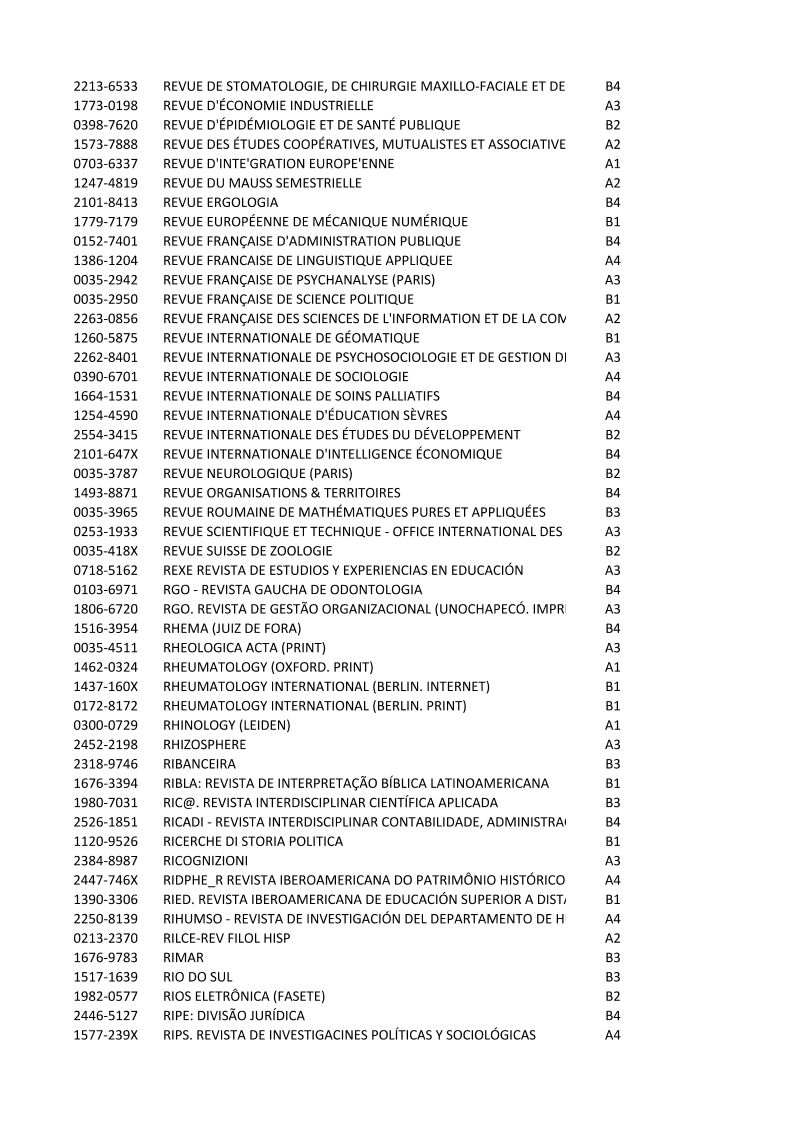 2213-6533 REVUE DE STOMATOLOGIE, DE CHIRURGIE MAXILLO-FACIALE ET DE B4
1773-0198 REVUE D'ÉCONOMIE INDUSTRIELLE A3
0398-7620 REVUE D'ÉPIDÉMIOLOGIE ET DE SANTÉ PUBLIQUE B2
1573-7888 REVUE DES ÉTUDES COOPÉRATIVES, MUTUALISTES ET ASSOCIATIVE A2
0703-6337 REVUE D'INTE'GRATION EUROPE'ENNE A1
1247-4819 REVUE DU MAUSS SEMESTRIELLE A2
2101-8413 REVUE ERGOLOGIA B4
1779-7179 REVUE EUROPÉENNE DE MÉCANIQUE NUMÉRIQUE B1
0152-7401 REVUE FRANÇAISE D'ADMINISTRATION PUBLIQUE B4
1386-1204 REVUE FRANCAISE DE LINGUISTIQUE APPLIQUEE A4
0035-2942 REVUE FRANÇAISE DE PSYCHANALYSE (PARIS) A3
0035-2950 REVUE FRANÇAISE DE SCIENCE POLITIQUE B1
2263-0856 REVUE FRANÇAISE DES SCIENCES DE L'INFORMATION ET DE LA COM A2
1260-5875 REVUE INTERNATIONALE DE GÉOMATIQUE B1
2262-8401 REVUE INTERNATIONALE DE PSYCHOSOCIOLOGIE ET DE GESTION DE A3
0390-6701 REVUE INTERNATIONALE DE SOCIOLOGIE A4
1664-1531 REVUE INTERNATIONALE DE SOINS PALLIATIFS B4
1254-4590 REVUE INTERNATIONALE D'ÉDUCATION SÈVRES A4
2554-3415 REVUE INTERNATIONALE DES ÉTUDES DU DÉVELOPPEMENT B2
2101-647X REVUE INTERNATIONALE D'INTELLIGENCE ÉCONOMIQUE B4
0035-3787 REVUE NEUROLOGIQUE (PARIS) B2
1493-8871 REVUE ORGANISATIONS & TERRITOIRES B4
0035-3965 REVUE ROUMAINE DE MATHÉMATIQUES PURES ET APPLIQUÉES B3
0253-1933 REVUE SCIENTIFIQUE ET TECHNIQUE - OFFICE INTERNATIONAL DES A3
0035-418X REVUE SUISSE DE ZOOLOGIE B2
0718-5162 REXE REVISTA DE ESTUDIOS Y EXPERIENCIAS EN EDUCACIÓN A3
0103-6971 RGO - REVISTA GAUCHA DE ODONTOLOGIA B4
1806-6720 RGO. REVISTA DE GESTÃO ORGANIZACIONAL (UNOCHAPECÓ. IMPR A3
1516-3954 RHEMA (JUIZ DE FORA) B4
0035-4511 RHEOLOGICA ACTA (PRINT) A3
1462-0324 RHEUMATOLOGY (OXFORD. PRINT) A1
1437-160X RHEUMATOLOGY INTERNATIONAL (BERLIN. INTERNET) B1
0172-8172 RHEUMATOLOGY INTERNATIONAL (BERLIN. PRINT) B1
0300-0729 RHINOLOGY (LEIDEN) A1
2452-2198 RHIZOSPHERE A3
2318-9746 RIBANCEIRA B3
1676-3394 RIBLA: REVISTA DE INTERPRETAÇÃO BÍBLICA LATINOAMERICANA B1
1980-7031 RIC@. REVISTA INTERDISCIPLINAR CIENTÍFICA APLICADA B3
2526-1851 RICADI - REVISTA INTERDISCIPLINAR CONTABILIDADE, ADMINISTRAÇ B4
1120-9526 RICERCHE DI STORIA POLITICA B1
2384-8987 RICOGNIZIONI A3
2447-746X RIDPHE_R REVISTA IBEROAMERICANA DO PATRIMÔNIO HISTÓRICO A4
1390-3306 RIED. REVISTA IBEROAMERICANA DE EDUCACIÓN SUPERIOR A DISTA B1
2250-8139 RIHUMSO - REVISTA DE INVESTIGACIÓN DEL DEPARTAMENTO DE H A4
0213-2370 RILCE-REV FILOL HISP A2
1676-9783 RIMAR B3
1517-1639 RIO DO SUL B3
1982-0577 RIOS ELETRÔNICA (FASETE) B2
2446-5127 RIPE: DIVISÃO JURÍDICA B4
1577-239X RIPS. REVISTA DE INVESTIGACINES POLÍTICAS Y SOCIOLÓGICAS A4